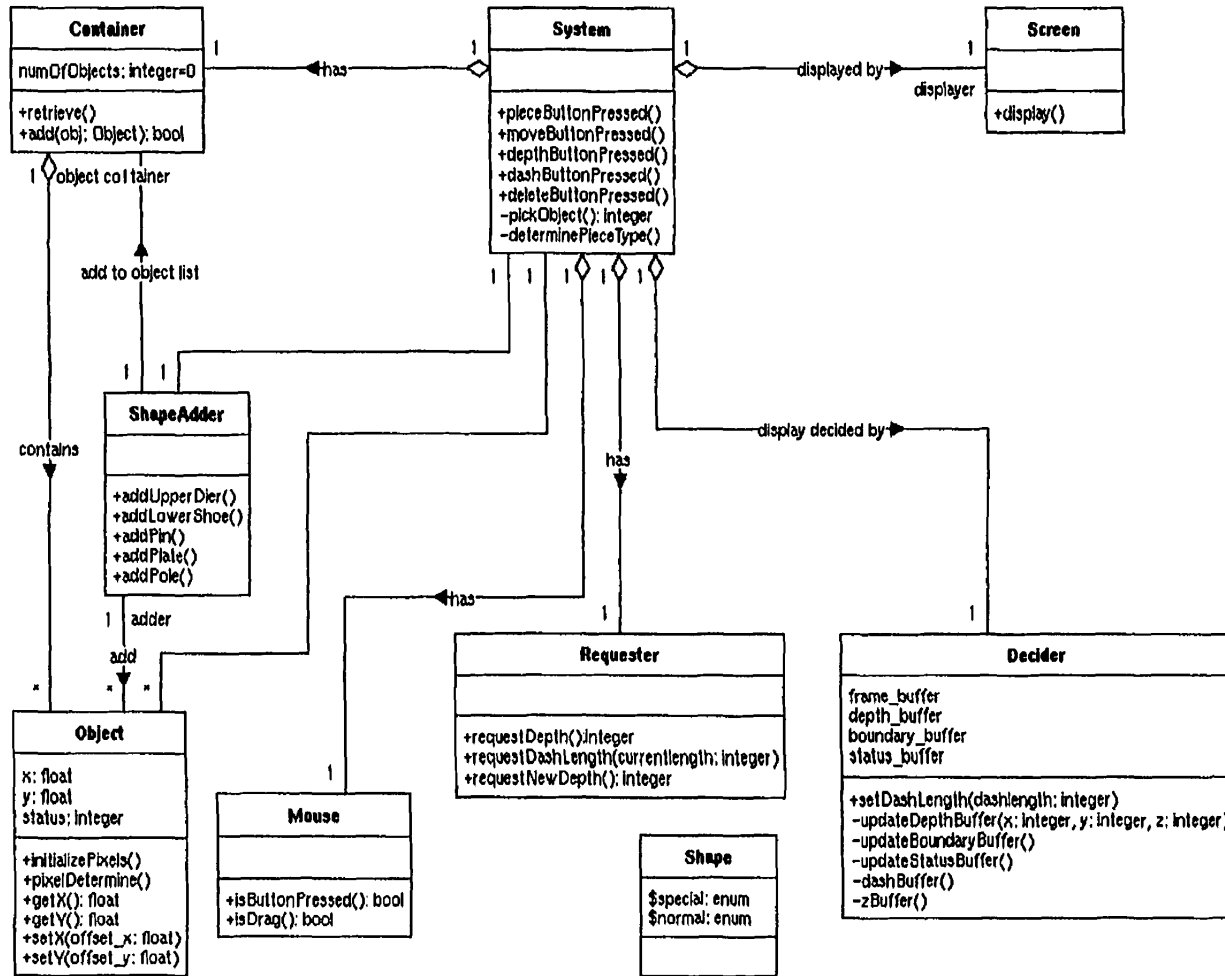 Container
numOfObjects: integer=0
+retrieve()
+add(obj: Object): bool
1
has
1
System
+pieceButtonPressed()
+moveButtonPressed()
+depthButtonPressed()
+dashButtonPressed()
+deleteButtonPressed()
-pickObject(): integer
-determinePieceType()
1
displayed by
1
displayer
Screen
+display()
1
object container
add to object list
1
1
1
1
1
1
1
ShapeAdder
+addUpperDier()
+addLowerShoe()
+addPin()
+addPlate()
+addPole()
contains
has
display decided by
1
adder
add
has
1
1
*
*
*
Object
x: float
y: float
status: integer
+initializePixels()
+pixelDetermine()
+getX(): float
+getY(): float
+setX(offset_x: float)
+setY(offset_y: float)
1
Mouse
+isButtonPressed(): bool
+isDrag(): bool
Requester
+requestDepth():integer
+requestDashLength(currentlength: integer)
+requestNewDepth(): integer
Shape
$special: enum
$normal: enum
Decider
frame_buffer
depth_buffer
boundary_buffer
status_buffer
+setDashLength(dashlength: integer)
-updateDepthBuffer(x: integer, y: integer, z: integer)
-updateBoundaryBuffer()
-updateStatusBuffer()
-dashBuffer()
-zBuffer()